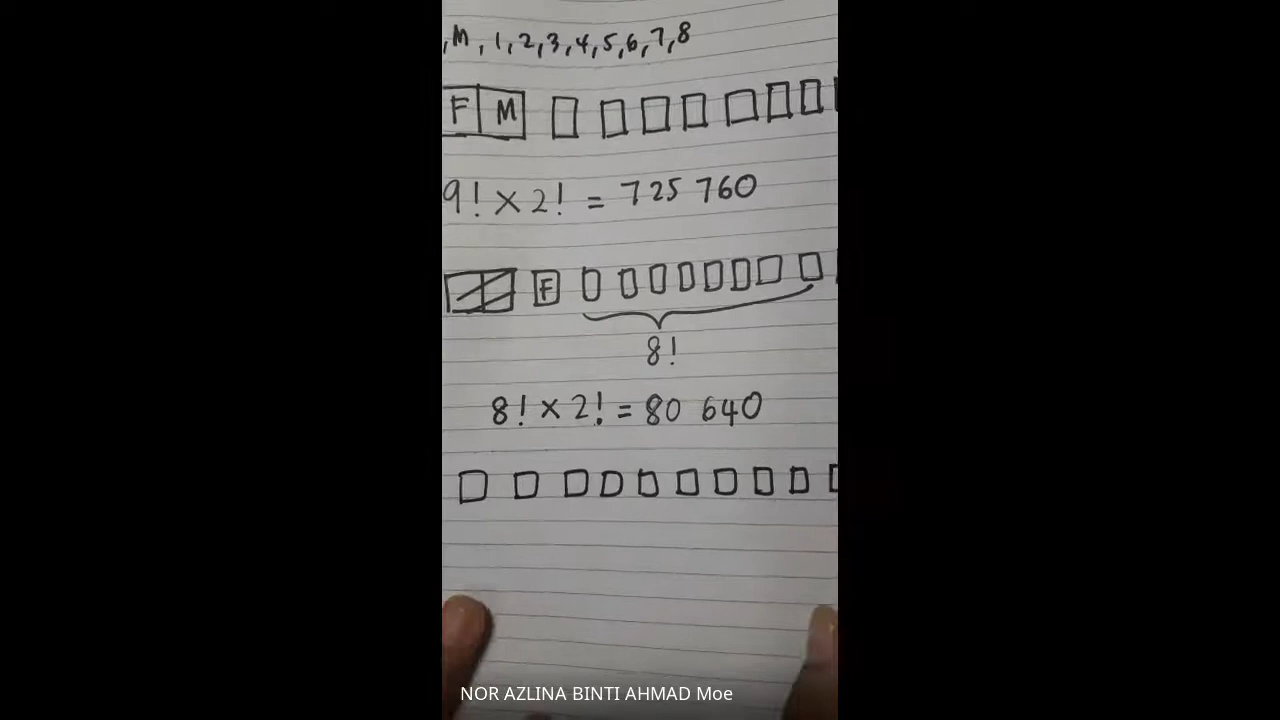 , M, 1, 2, 3, 4, 5, 6, 7, 8
F M
9! × 2! = 725 760
F
8!
8! × 2! = 80 640
NOR AZLINA BINTI AHMAD Moe